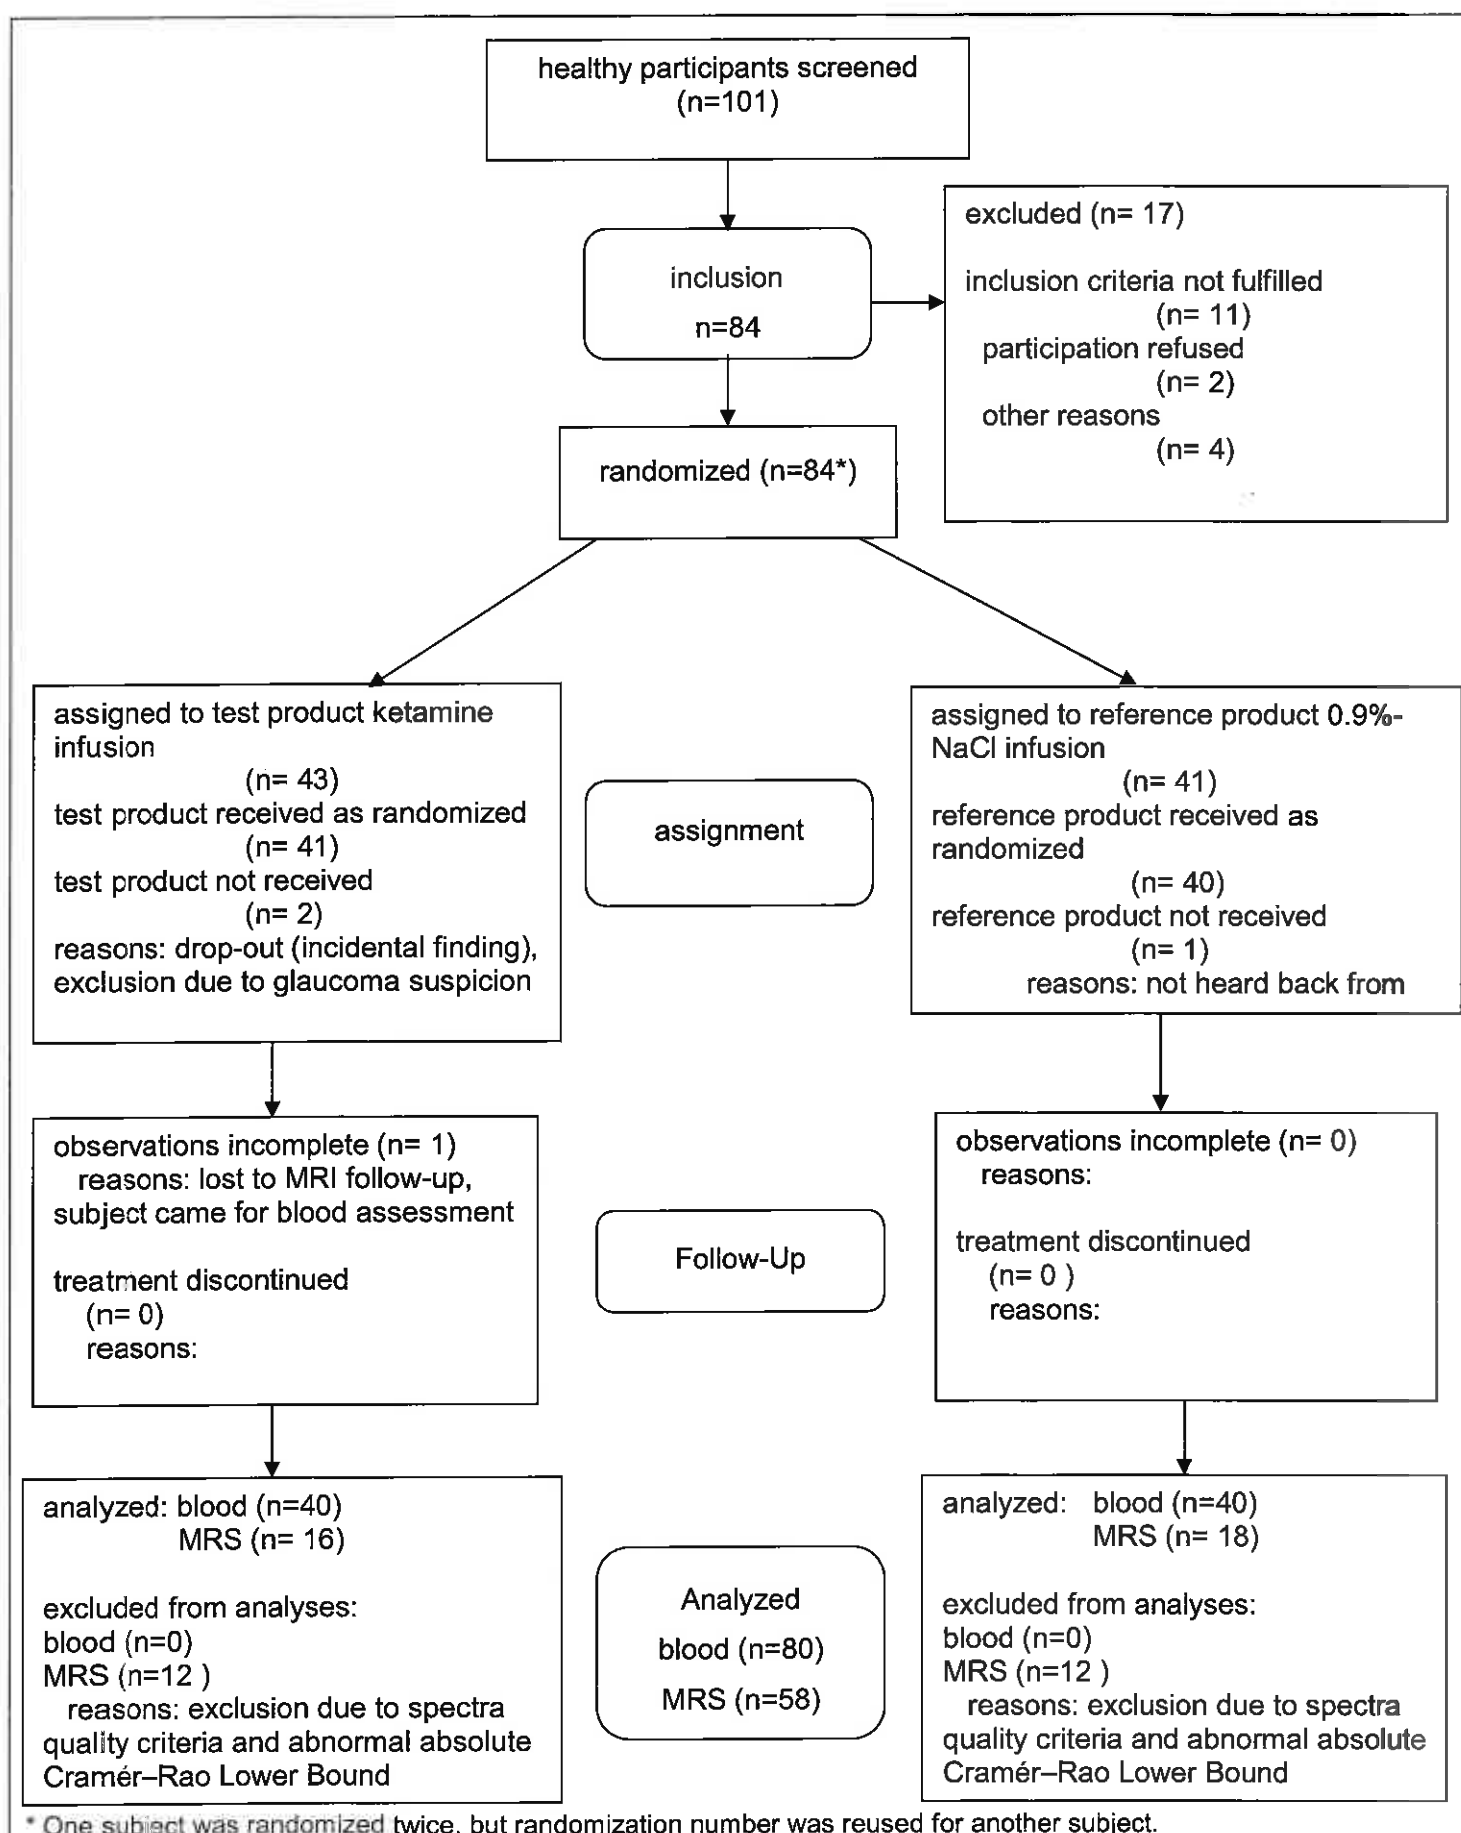 healthy participants screened
(n=101)
inclusion
n=84
excluded (n= 17)
inclusion criteria not fulfilled
(n= 11)
participation refused
(n= 2)
other reasons
(n= 4)
randomized (n=84*)
assigned to test product ketamine
infusion
(n= 43)
test product received as randomized
(n= 41)
test product not received
(n= 2)
reasons: drop-out (incidental finding),
exclusion due to glaucoma suspicion
assignment
assigned to reference product 0.9%-
NaCl infusion
(n= 41)
reference product received as
randomized
(n= 40)
reference product not received
(n= 1)
reasons: not heard back from
observations incomplete (n= 1)
reasons: lost to MRI follow-up,
subject came for blood assessment
treatment discontinued
(n= 0)
reasons:
Follow-Up
observations incomplete (n= 0)
reasons:
treatment discontinued
(n= 0 )
reasons:
analyzed: blood (n=40)
MRS (n= 16)
excluded from analyses:
blood (n=0)
MRS (n=12 )
reasons: exclusion due to spectra
quality criteria and abnormal absolute
Cramér–Rao Lower Bound
Analyzed
blood (n=80)
MRS (n=58)
analyzed: blood (n=40)
MRS (n= 18)
excluded from analyses:
blood (n=0)
MRS (n=12 )
reasons: exclusion due to spectra
quality criteria and abnormal absolute
Cramér–Rao Lower Bound
* One subject was randomized twice, but randomization number was reused for another subject.